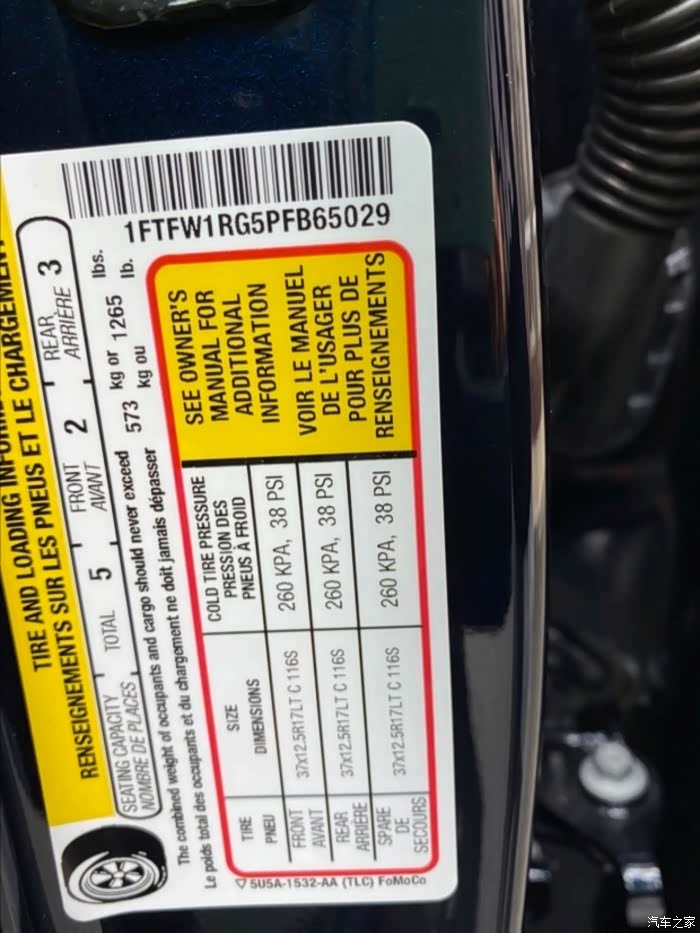 TIRE AND LOADING INFOR
RENSEIGNEMENTS SUR LES PNEUS ET LE CHARGEMENT
SEATING CAPACITY TOTAL 5 FRONT 2 REAR 3
NOMBRE DE PLACES AVANT ARRIÈRE
The combined weight of occupants and cargo should never exceed 573 kg or 1265 lbs.
Le poids total des occupants et du chargement ne doit jamais dépasser kg ou lb.
1FTFW1RG5PFB65029
TIRE SIZE COLD TIRE PRESSURE
PNEU DIMENSIONS PRESSION DES
PNEUS À FROID
FRONT 37x12.5R17LT C 116S 260 KPA, 38 PSI
AVANT
REAR 37x12.5R17LT C 116S 260 KPA, 38 PSI
ARRIÈRE
SPARE 37x12.5R17LT C 116S 260 KPA, 38 PSI
DE
SECOURS
SEE OWNER'S
MANUAL FOR
ADDITIONAL
INFORMATION
VOIR LE MANUEL
DE L'USAGER
POUR PLUS DE
RENSEIGNEMENTS
5U5A-1532-AA (TLC) FoMoCo
汽车之家